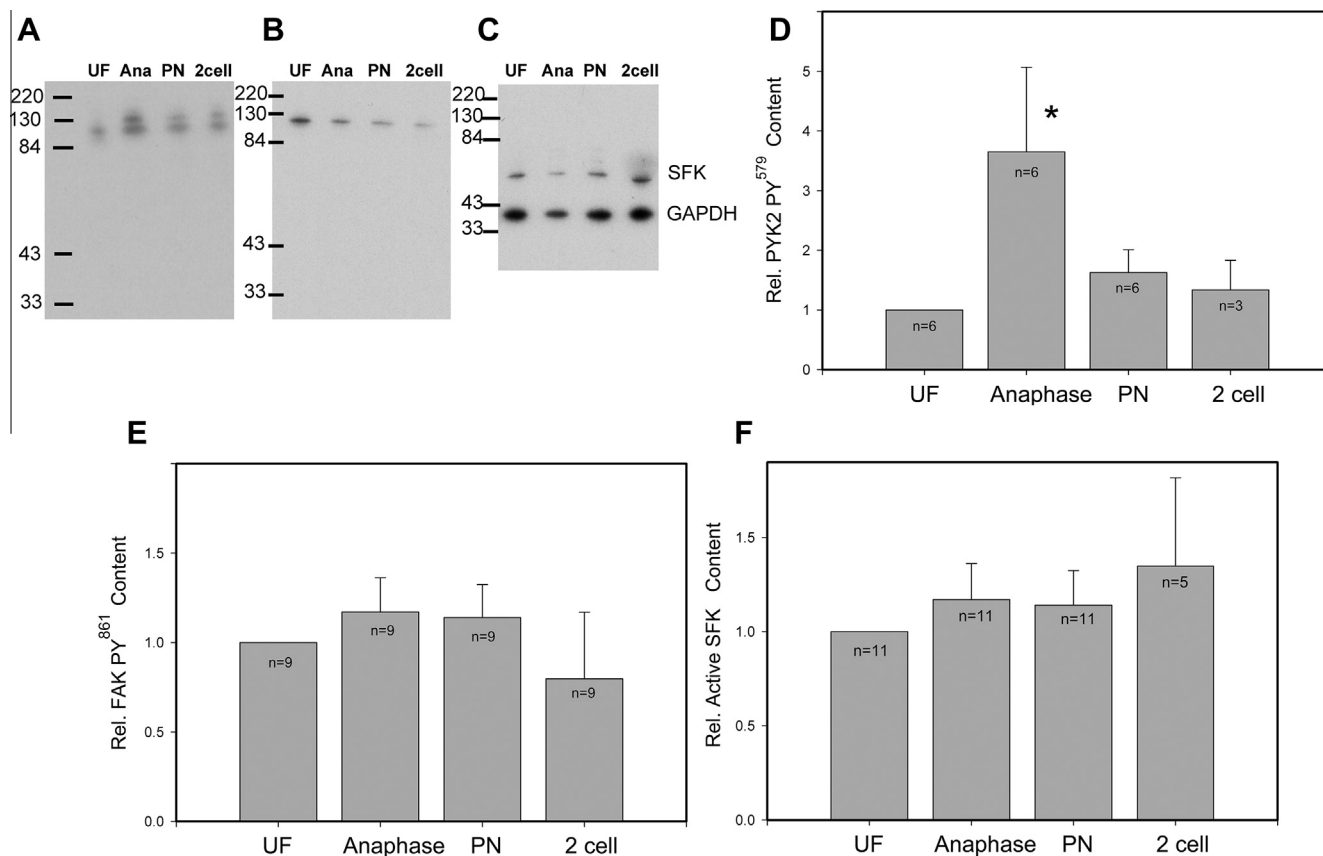 A
UF Ana PN 2cell
220
130
84
43
33
B
UF Ana PN 2cell
220
130
84
43
33
C
UF Ana PN 2cell
220
130
84
43
33
SFK
GAPDH
D
Rel. PYK2 PY579 Content
5
4
3
2
1
0
*
n=6
n=6
n=6
n=3
UF Anaphase PN 2 cell
E
Rel. FAK PY861 Content
1.5
1.0
0.5
0.0
n=9
n=9
n=9
n=9
UF Anaphase PN 2 cell
F
Rel. Active SFK Content
1.5
1.0
0.5
0.0
n=11
n=11
n=11
n=5
UF Anaphase PN 2 cell